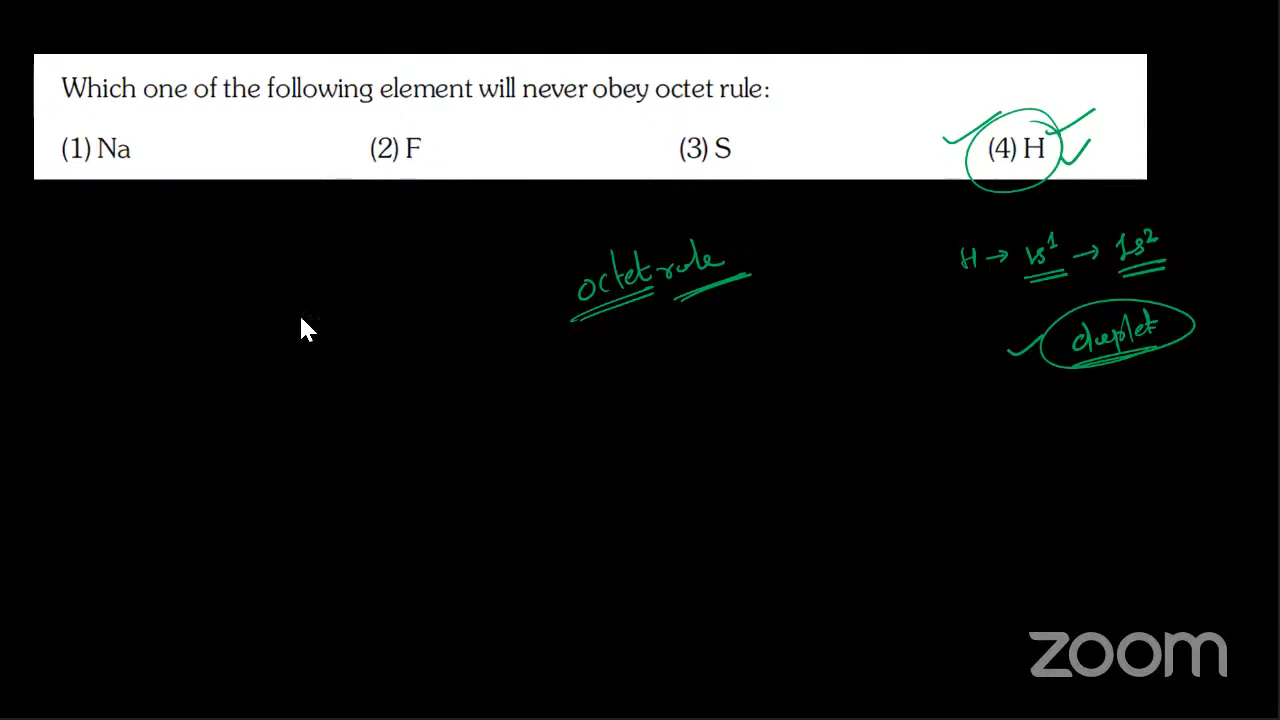 Which one of the following element will never obey octet rule:
(1) Na (2) F (3) S (4) H
octet rule
H → 1s¹ → 1s²
duplet
zoom